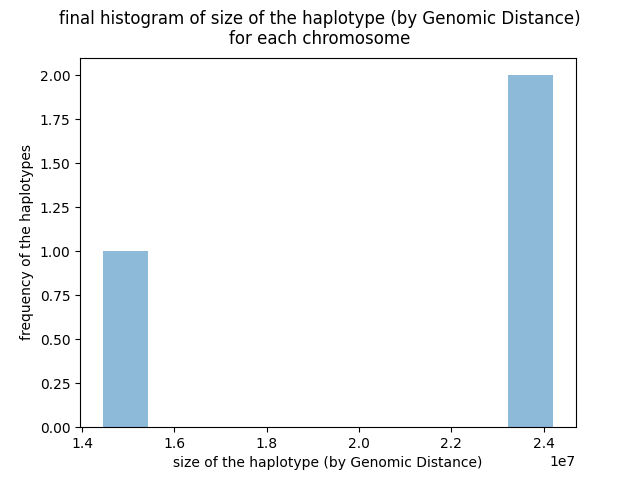 final histogram of size of the haplotype (by Genomic Distance)
for each chromosome
2.00
1.75
1.50
1.25
1.00
0.75
0.50
0.25
0.00
frequency of the haplotypes
1.4 1.6 1.8 2.0 2.2 2.4
1e7
size of the haplotype (by Genomic Distance)